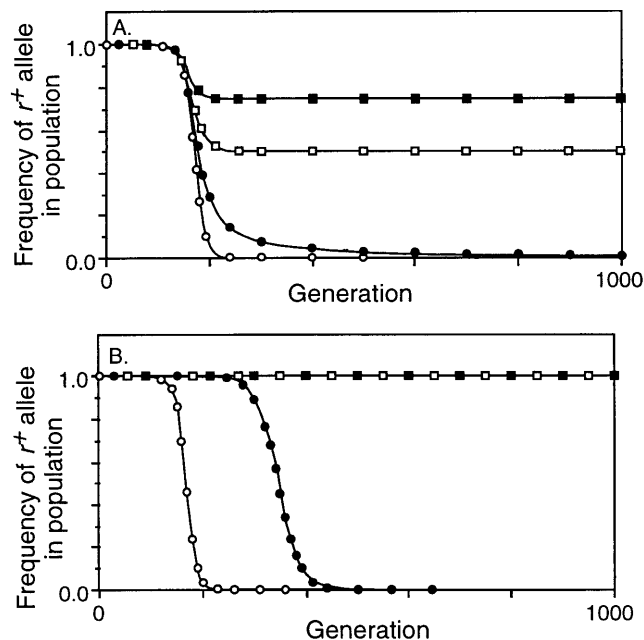 A.
1.0
Frequency of r+ allele
in population
0.0
0
1000
Generation
B.
1.0
Frequency of r+ allele
in population
0.0
0
1000
Generation